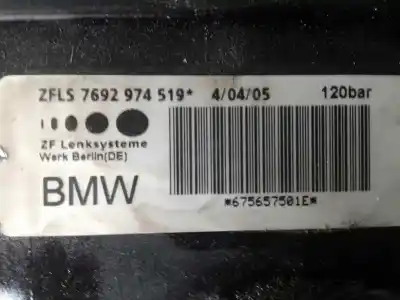 ZFLS 7692 974 519* 4/04/05 120bar
ZF Lenksysteme
Werk Berlin(DE)
BMW
*675657501E*